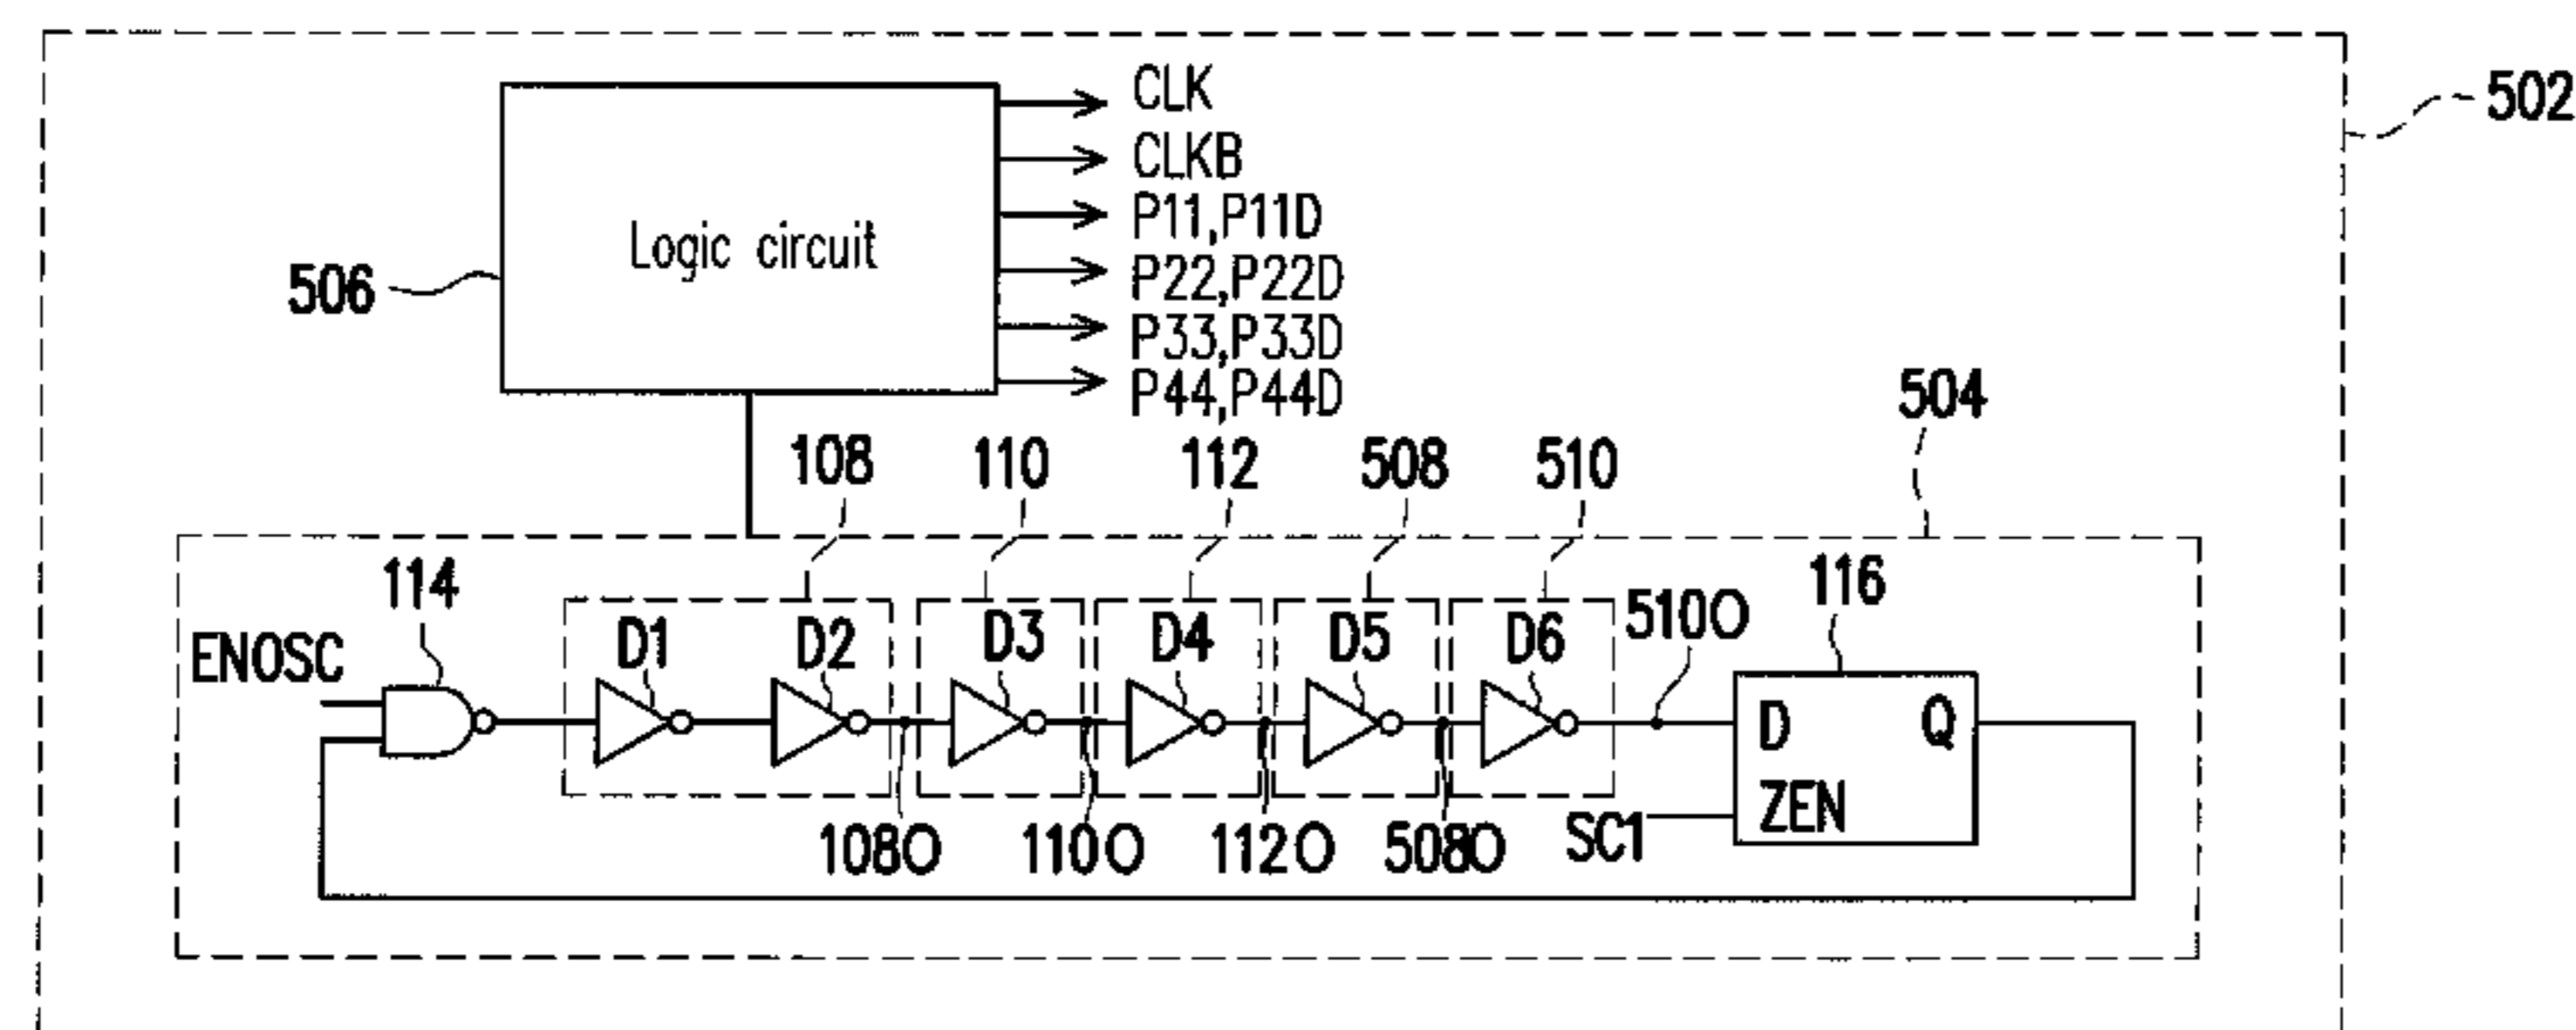 CLK
502
CLKB
P11,P11D
Logic circuit
506
P22,P22D
P33,P33D
P44,P44D
504
108
110
112
508
510
114
116
ENOSC
D1
D2
D3
D4
D5
D6
510O
D
Q
ZEN
SC1
108O
110O
112O
508O